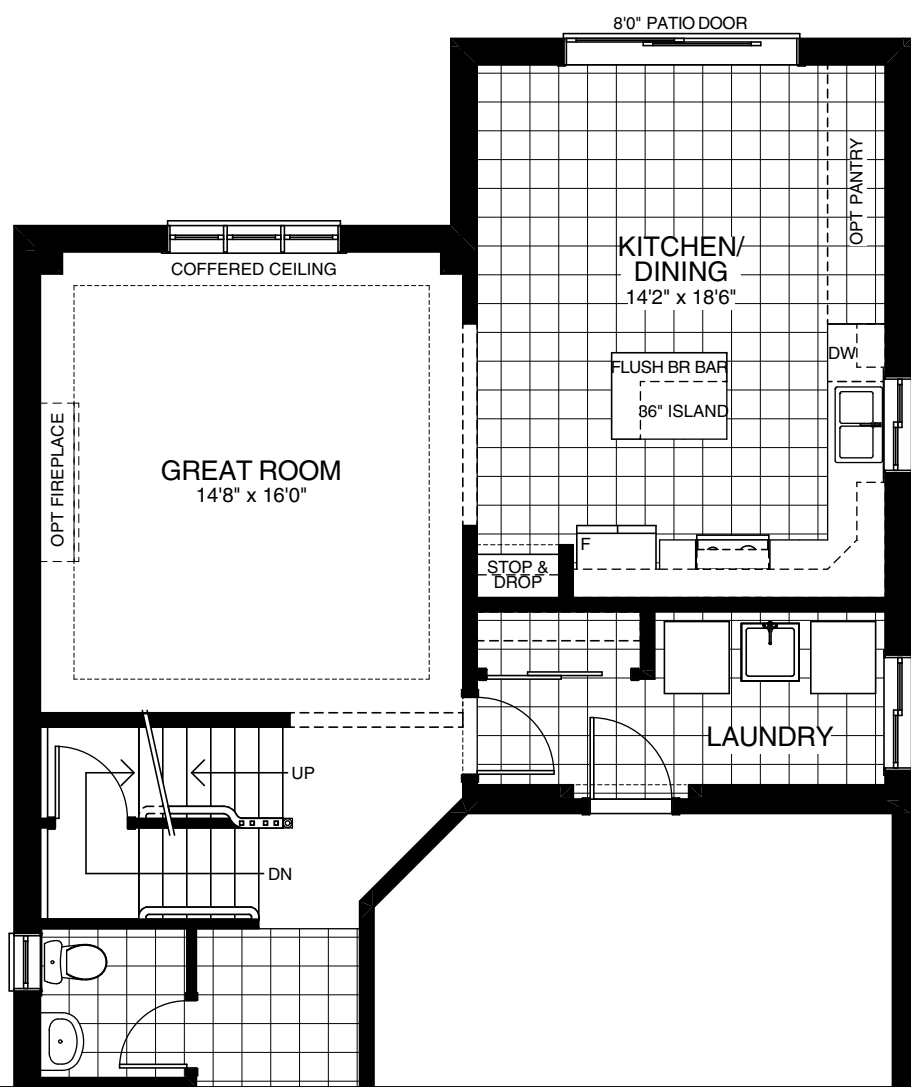 8'0" PATIO DOOR
COFFERED CEILING
OPT PANTRY
KITCHEN/
DINING
14'2" x 18'6"
DW
FLUSH BR BAR
36" ISLAND
OPT FIREPLACE
GREAT ROOM
14'8" x 16'0"
F
STOP &
DROP
LAUNDRY
UP
DN